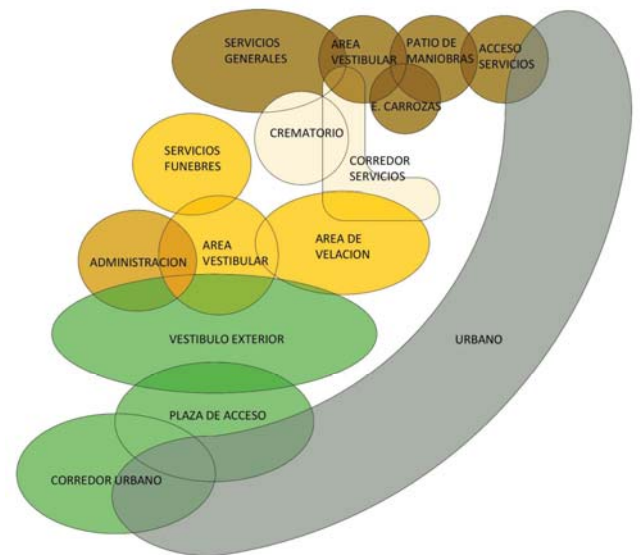 SERVICIOS
GENERALES
AREA
VESTIBULAR
PATIO DE
MANIOBRAS
ACCESO
SERVICIOS
E. CARROZAS
CREMATORIO
CORREDOR
SERVICIOS
SERVICIOS
FUNEBRES
ADMINISTRACION
AREA
VESTIBULAR
AREA DE
VELACION
VESTIBULO EXTERIOR
URBANO
PLAZA DE ACCESO
CORREDOR URBANO